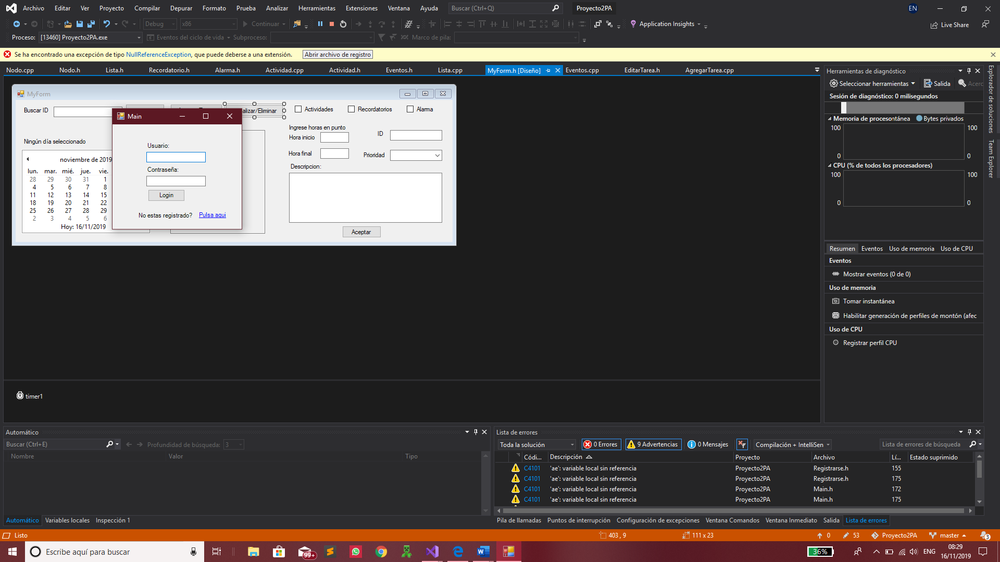 Archivo Editar Ver Proyecto Compilar Depurar Formato Prueba Analizar Herramientas Extensiones Ventana Ayuda Buscar (Ctrl+Q) Proyecto2PA EN
Debug x86 Continuar Application Insights Live Share
Proceso: [13460] Proyecto2PA.exe Eventos del ciclo de vida Subproceso: Marco de pila:
Se ha encontrado una excepción de tipo NullReferenceException, que puede deberse a una extensión. Abrir archivo de registro
Nodo.cpp Nodo.h Lista.h Recordatorio.h Alarma.h Actividad.cpp Actividad.h Eventos.h Lista.cpp MyForm.h [Diseño] Eventos.cpp EditarTarea.h AgregarTarea.cpp
MyForm
Buscar ID
alizar/Eliminar
Actividades Recordatorios Alarma
Ingrese horas en punto
Hora inicio
ID
Hora final
Prioridad
Descripcion:
Aceptar
Ningún día seleccionado
noviembre de 2019
lun. mar. mié. jue. vie.
28 29 30 31 1
4 5 6 7 8
11 12 13 14 15
18 19 20 21 22
25 26 27 28 29
2 3 4 5 6
Hoy: 16/11/2019
Main
Usuario:
Contraseña:
Login
No estas registrado? Pulsa aqui
timer1
Herramientas de diagnóstico
Seleccionar herramientas Salida Acerc
Sesión de diagnóstico: 0 milisegundos
Memoria de procesontánea Bytes privados
100 100
0 0
CPU (% de todos los procesadores)
100 100
0 0
Resumen Eventos Uso de memoria Uso de CPU
Eventos
Mostrar eventos (0 de 0)
Uso de memoria
Tomar instantánea
Habilitar generación de perfiles de montón (afec
Uso de CPU
Registrar perfil CPU
Explorador de soluciones
Team Explorer
Automático
Buscar (Ctrl+E) Profundidad de búsqueda: 3
Nombre Valor Tipo
Automático Variables locales Inspección 1
Lista de errores
Toda la solución 0 Errores 9 Advertencias 0 Mensajes Compilación + IntelliSen Lista de errores de búsqueda
Códi... Descripción Proyecto Archivo Lí... Estado suprimido
C4101 'ae': variable local sin referencia Proyecto2PA Registrarse.h 155
C4101 'ae': variable local sin referencia Proyecto2PA Registrarse.h 175
C4101 'ae': variable local sin referencia Proyecto2PA Main.h 172
C4101 'ae': variable local sin referencia Proyecto2PA Main.h 175
Pila de llamadas Puntos de interrupción Configuración de excepciones Ventana Comandos Ventana Inmediato Salida Lista de errores
Listo 403 , 9 111 x 23 0 53 Proyecto2PA master 3
Escribe aquí para buscar 99+ 36% ENG 08:29
16/11/2019